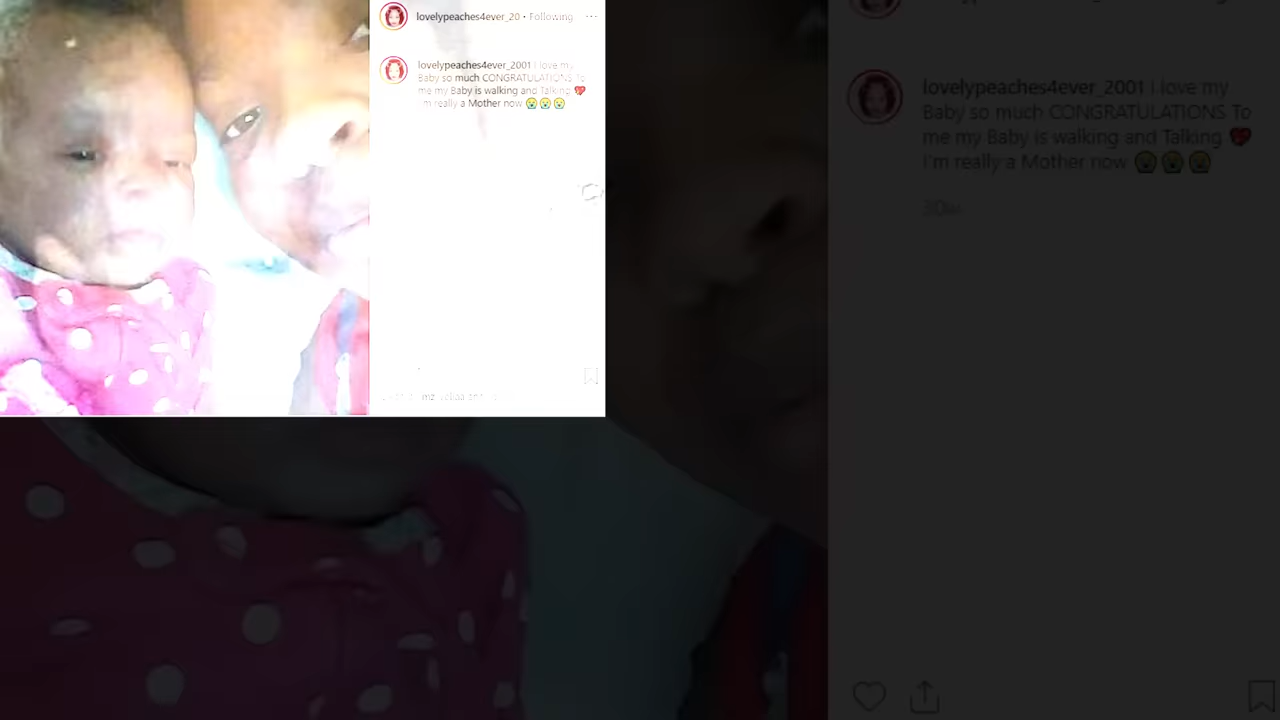 lovelypeaches4ever_20 • Following
lovelypeaches4ever_2001 I love my
Baby so much CONGRATULATIONS To
me my Baby is walking and Talking 💖
I'm really a Mother now 😭😭😭
lovelypeaches4ever_2001 I love my
Baby so much CONGRATULATIONS To
me my Baby is walking and Talking 💖
I'm really a Mother now 😭😭😭